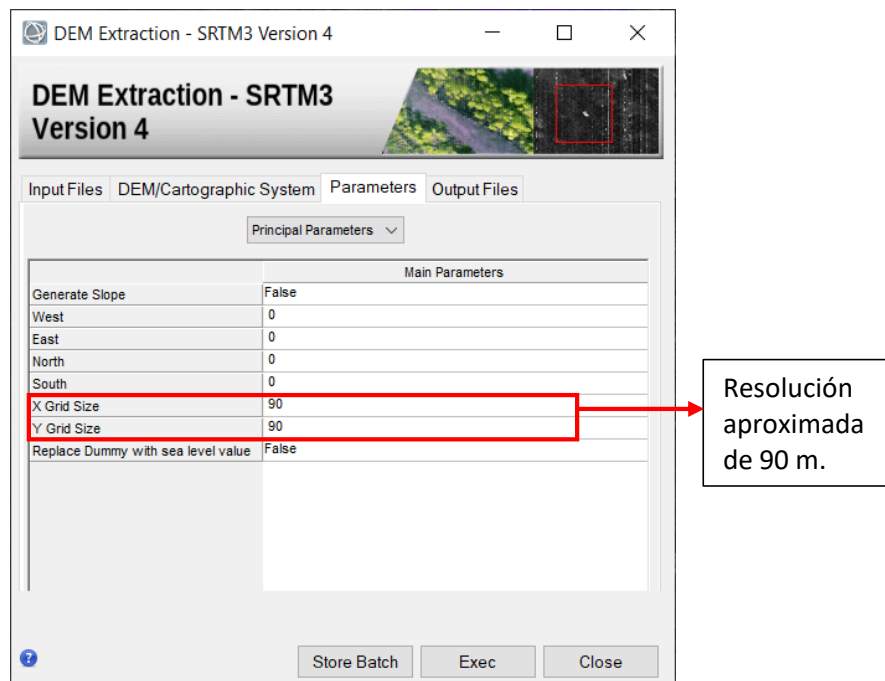 DEM Extraction - SRTM3 Version 4
DEM Extraction - SRTM3
Version 4
Input Files DEM/Cartographic System Parameters Output Files
Principal Parameters
Main Parameters
Generate Slope False
West 0
East 0
North 0
South 0
X Grid Size 90
Y Grid Size 90
Replace Dummy with sea level value False
Resolución
aproximada
de 90 m.
? Store Batch Exec Close